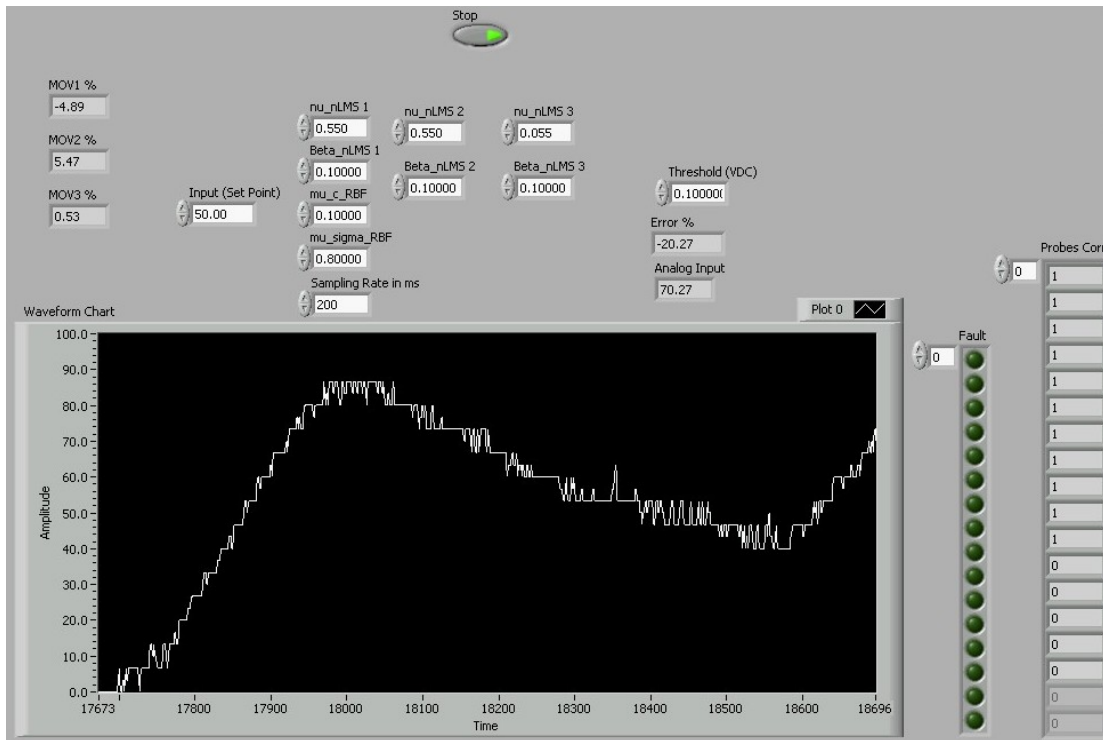 Stop
MOV1 %
-4.89
MOV2 %
5.47
MOV3 %
0.53
Input (Set Point)
50.00
nu_nLMS 1
0.550
Beta_nLMS 1
0.10000
mu_c_RBF
0.10000
mu_sigma_RBF
0.80000
Sampling Rate in ms
200
nu_nLMS 2
0.550
Beta_nLMS 2
0.10000
nu_nLMS 3
0.055
Beta_nLMS 3
0.10000
Threshold (VDC)
0.10000(
Error %
-20.27
Analog Input
70.27
Waveform Chart
Plot 0
100.0
90.0
80.0
70.0
60.0
50.0
40.0
30.0
20.0
10.0
0.0
Amplitude
17673
17800
17900
18000
18100
18200
18300
18400
18500
18600
18696
Time
Fault
0
Probes Corr
0
1
1
1
1
1
1
1
1
1
1
1
0
0
0
0
0
0
0